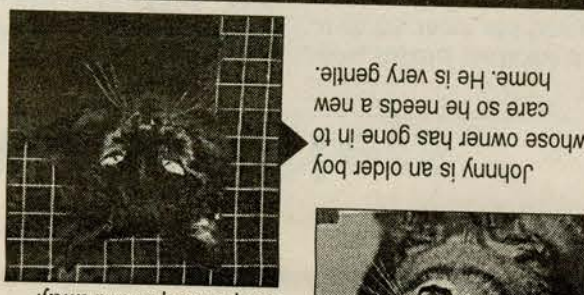 Johnny is an older boy
whose owner has gone in to
care so he needs a new
home. He is very gentle.